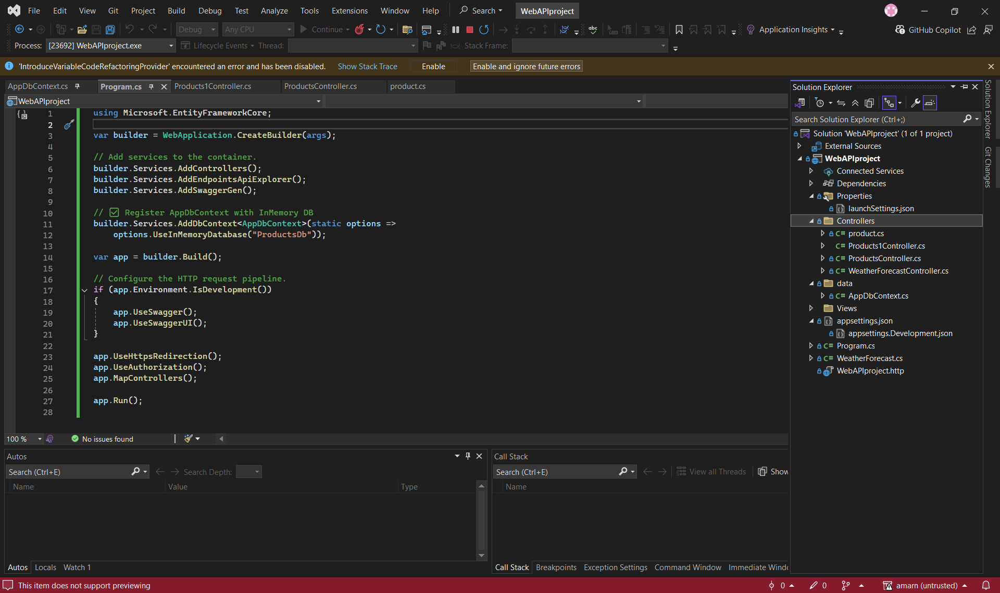 File Edit View Git Project Build Debug Test Analyze Tools Extensions Window Help Search WebAPIproject
Debug Any CPU Continue Application Insights GitHub Copilot
Process: [23692] WebAPIproject.exe Lifecycle Events Thread: Stack Frame:
'IntroduceVariableCodeRefactoringProvider' encountered an error and has been disabled. Show Stack Trace Enable Enable and ignore future errors
AppDbContext.cs Program.cs Products1Controller.cs ProductsController.cs product.cs
WebAPIproject
1 using Microsoft.EntityFrameworkCore;
2
3 var builder = WebApplication.CreateBuilder(args);
4
5 // Add services to the container.
6 builder.Services.AddControllers();
7 builder.Services.AddEndpointsApiExplorer();
8 builder.Services.AddSwaggerGen();
9
10 // ✅ Register AppDbContext with InMemory DB
11 builder.Services.AddDbContext<AppDbContext>(static options =>
12 options.UseInMemoryDatabase("ProductsDb"));
13
14 var app = builder.Build();
15
16 // Configure the HTTP request pipeline.
17 if (app.Environment.IsDevelopment())
18 {
19 app.UseSwagger();
20 app.UseSwaggerUI();
21 }
22
23 app.UseHttpsRedirection();
24 app.UseAuthorization();
25 app.MapControllers();
26
27 app.Run();
28
100 % No issues found
Autos
Search (Ctrl+E) Search Depth:
Name Value Type
Autos Locals Watch 1
Call Stack
Search (Ctrl+E) View all Threads Show
Name
Call Stack Breakpoints Exception Settings Command Window Immediate Windo
Solution Explorer
Search Solution Explorer (Ctrl+;)
Solution 'WebAPIproject' (1 of 1 project)
External Sources
WebAPIproject
Connected Services
Dependencies
Properties
launchSettings.json
Controllers
C# product.cs
C# Products1Controller.cs
C# ProductsController.cs
C# WeatherForecastController.cs
data
C# AppDbContext.cs
Views
appsettings.json
appsettings.Development.json
C# Program.cs
C# WeatherForecast.cs
WebAPIproject.http
Solution Explorer
Git Changes
This item does not support previewing 0 0 amarn (untrusted)